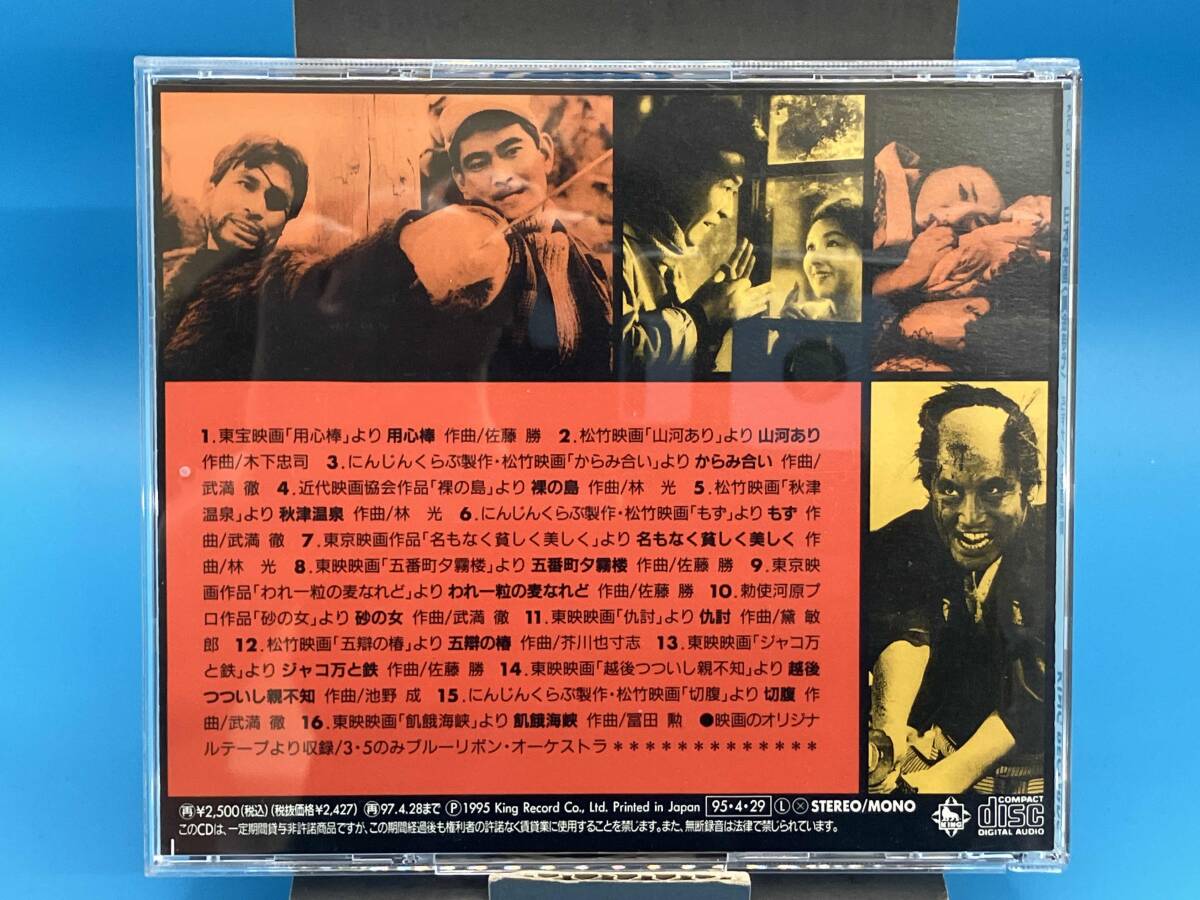 1.東宝映画「用心棒」より 用心棒 作曲/佐藤 勝 2.松竹映画「山河あり」より 山河あり
作曲/木下忠司 3.にんじんくらぶ製作・松竹映画「からみ合い」より からみ合い 作曲/
武満 徹 4.近代映画協会作品「裸の島」より 裸の島 作曲/林 光 5.松竹映画「秋津
温泉」より 秋津温泉 作曲/林 光 6.にんじんくらぶ製作・松竹映画「もず」より もず 作
曲/武満 徹 7.東京映画作品「名もなく貧しく美しく」より 名もなく貧しく美しく 作
曲/林 光 8.東映映画「五番町夕霧楼」より 五番町夕霧楼 作曲/佐藤 勝 9.東京映
画作品「われ一粒の麦なれど」より われ一粒の麦なれど 作曲/佐藤 勝 10.勅使河原プ
ロ作品「砂の女」より 砂の女 作曲/武満 徹 11.東映映画「仇討」より 仇討 作曲/黛 敏
郎 12.松竹映画「五辯の椿」より 五辯の椿 作曲/芥川也寸志 13.東映映画「ジャコ万
と鉄」より ジャコ万と鉄 作曲/佐藤 勝 14.東映映画「越後つついし親不知」より 越後
つついし親不知 作曲/池野 成 15.にんじんくらぶ製作・松竹映画「切腹」より 切腹 作
曲/武満 徹 16.東映映画「飢餓海峡」より 飢餓海峡 作曲/冨田 勲 ●映画のオリジナ
ルテープより収録/3・5のみブルーリボン・オーケストラ *************
再¥2,500(税込)(税抜価格¥2,427) 再97.4.28まで Ⓟ1995 King Record Co., Ltd. Printed in Japan 95・4・29 Ⓛ Ⓧ STEREO/MONO
このCDは、一定期間貸与非許諾商品ですが、この期間経過後も権利者の許諾なく賃貸業に使用することを禁じます。また、無断録音は法律で禁じられています。
KING
COMPACT
disc
DIGITAL AUDIO